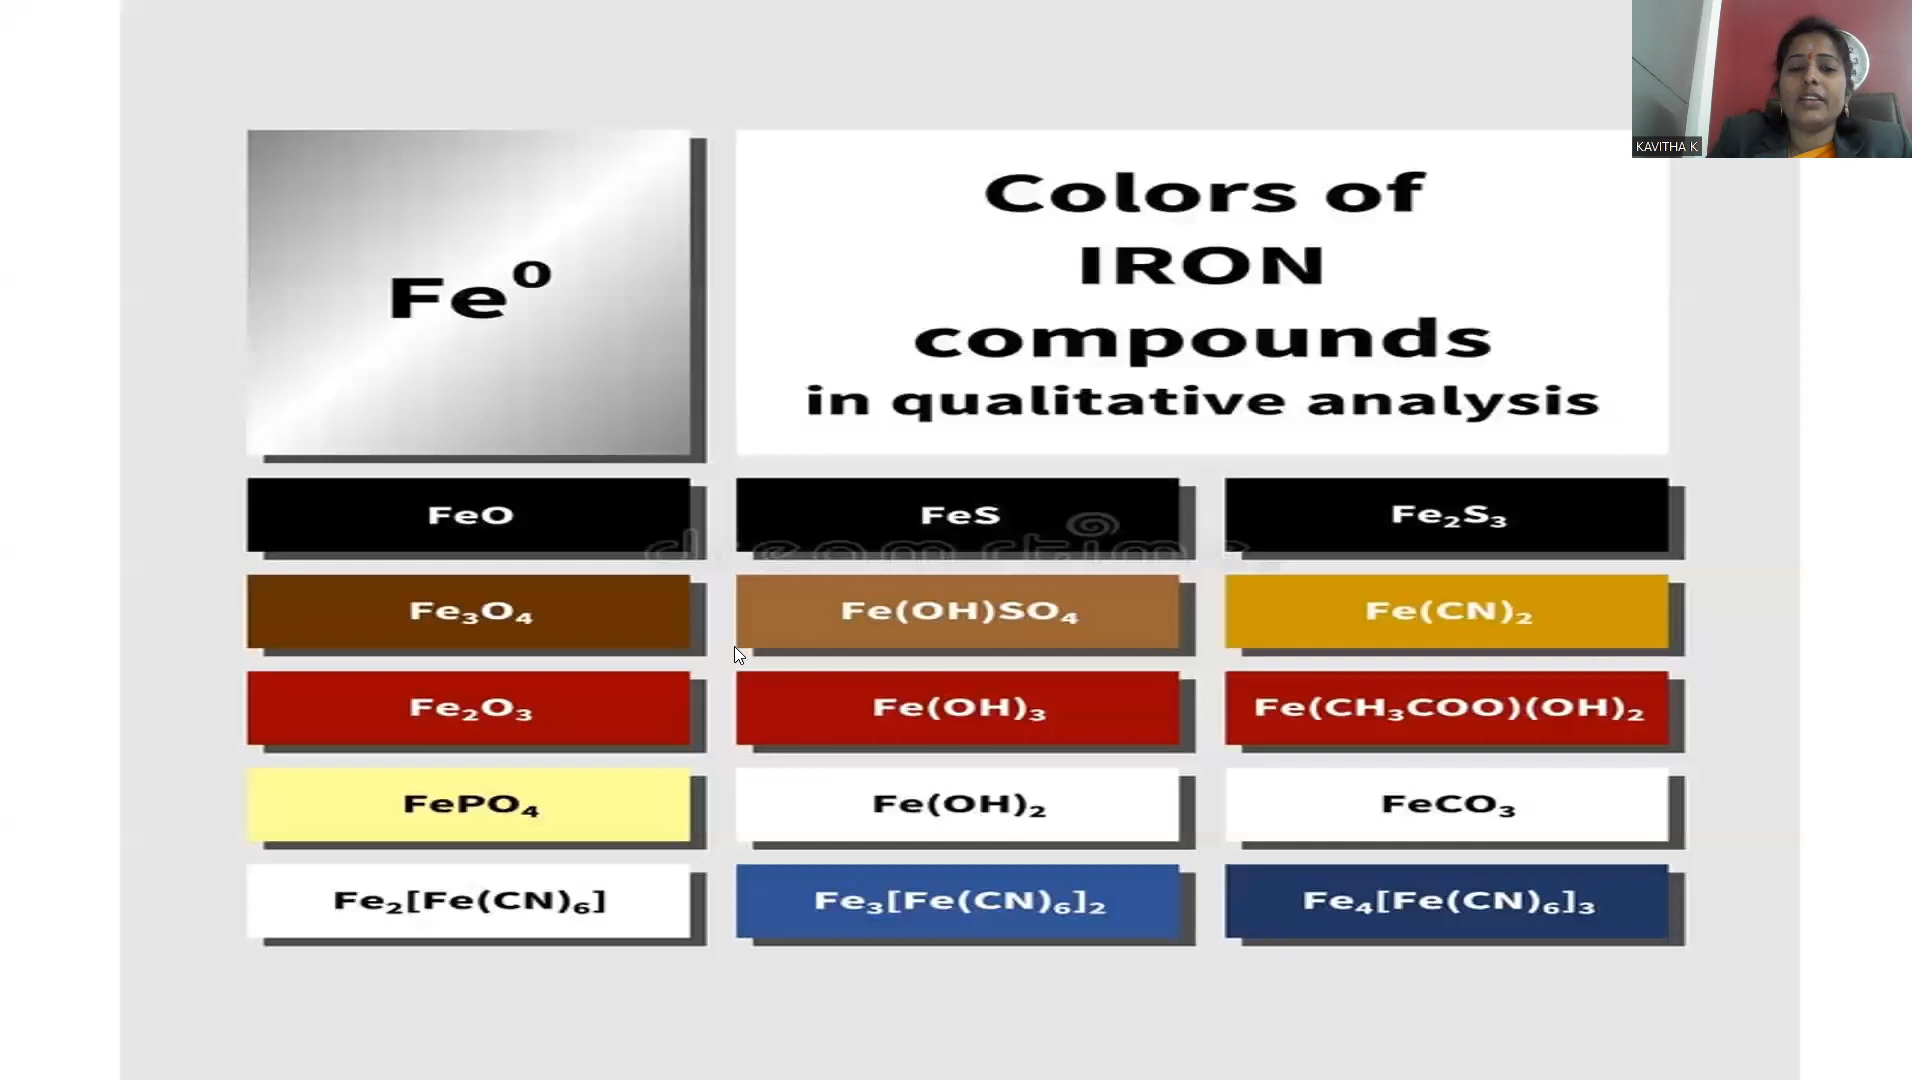 KAVITHA K
Fe⁰
Colors of
IRON
compounds
in qualitative analysis
FeO
FeS
Fe₂S₃
dreamstime
Fe₃O₄
Fe(OH)SO₄
Fe(CN)₂
Fe₂O₃
Fe(OH)₃
Fe(CH₃COO)(OH)₂
FePO₄
Fe(OH)₂
FeCO₃
Fe₂[Fe(CN)₆]
Fe₃[Fe(CN)₆]₂
Fe₄[Fe(CN)₆]₃